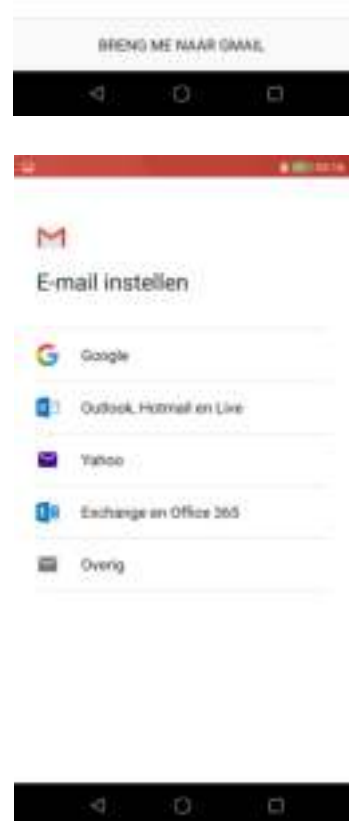 BRENG ME NAAR GMAIL
E-mail instellen
Google
Outlook, Hotmail en Live
Yahoo
Exchange en Office 365
Overig